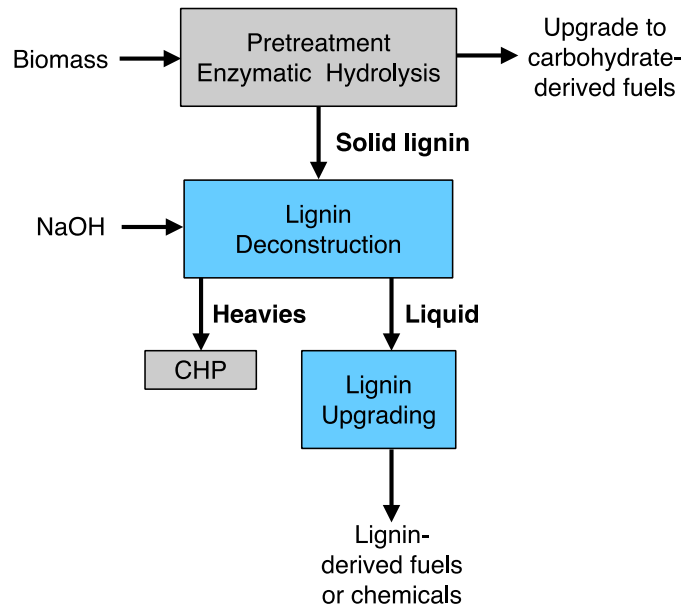 Biomass
Pretreatment
Enzymatic Hydrolysis
Upgrade to
carbohydrate-
derived fuels
Solid lignin
NaOH
Lignin
Deconstruction
Heavies
Liquid
CHP
Lignin
Upgrading
Lignin-
derived fuels
or chemicals